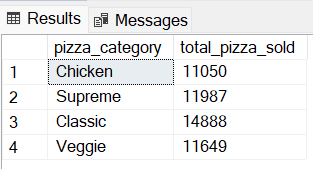 Results Messages
pizza_category total_pizza_sold
1 Chicken 11050
2 Supreme 11987
3 Classic 14888
4 Veggie 11649